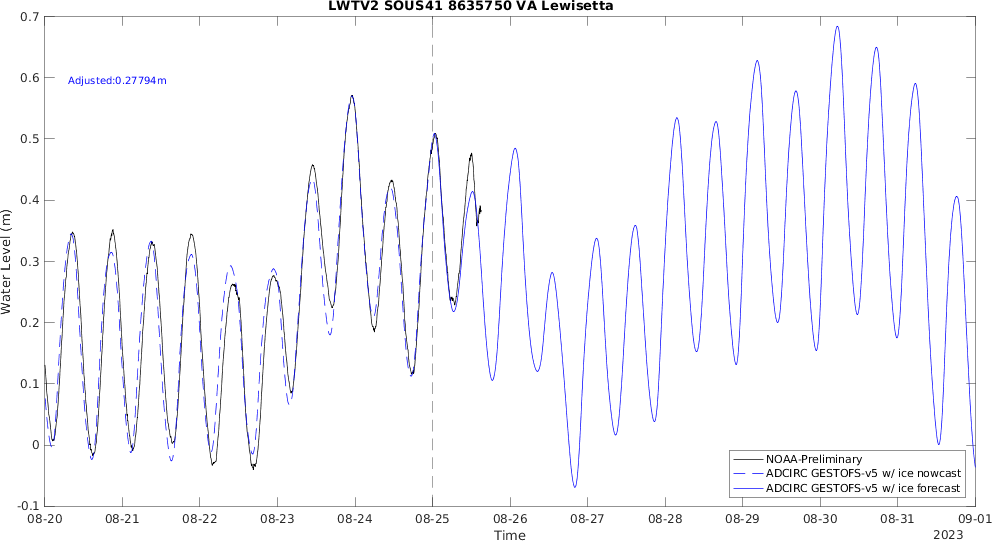 LWTV2 SOUS41 8635750 VA Lewisetta
Adjusted:0.27794m
Water Level (m)
0.7
0.6
0.5
0.4
0.3
0.2
0.1
0
-0.1
NOAA-Preliminary
ADCIRC GESTOFS-v5 w/ ice nowcast
ADCIRC GESTOFS-v5 w/ ice forecast
08-20 08-21 08-22 08-23 08-24 08-25 08-26 08-27 08-28 08-29 08-30 08-31 09-01
Time
2023